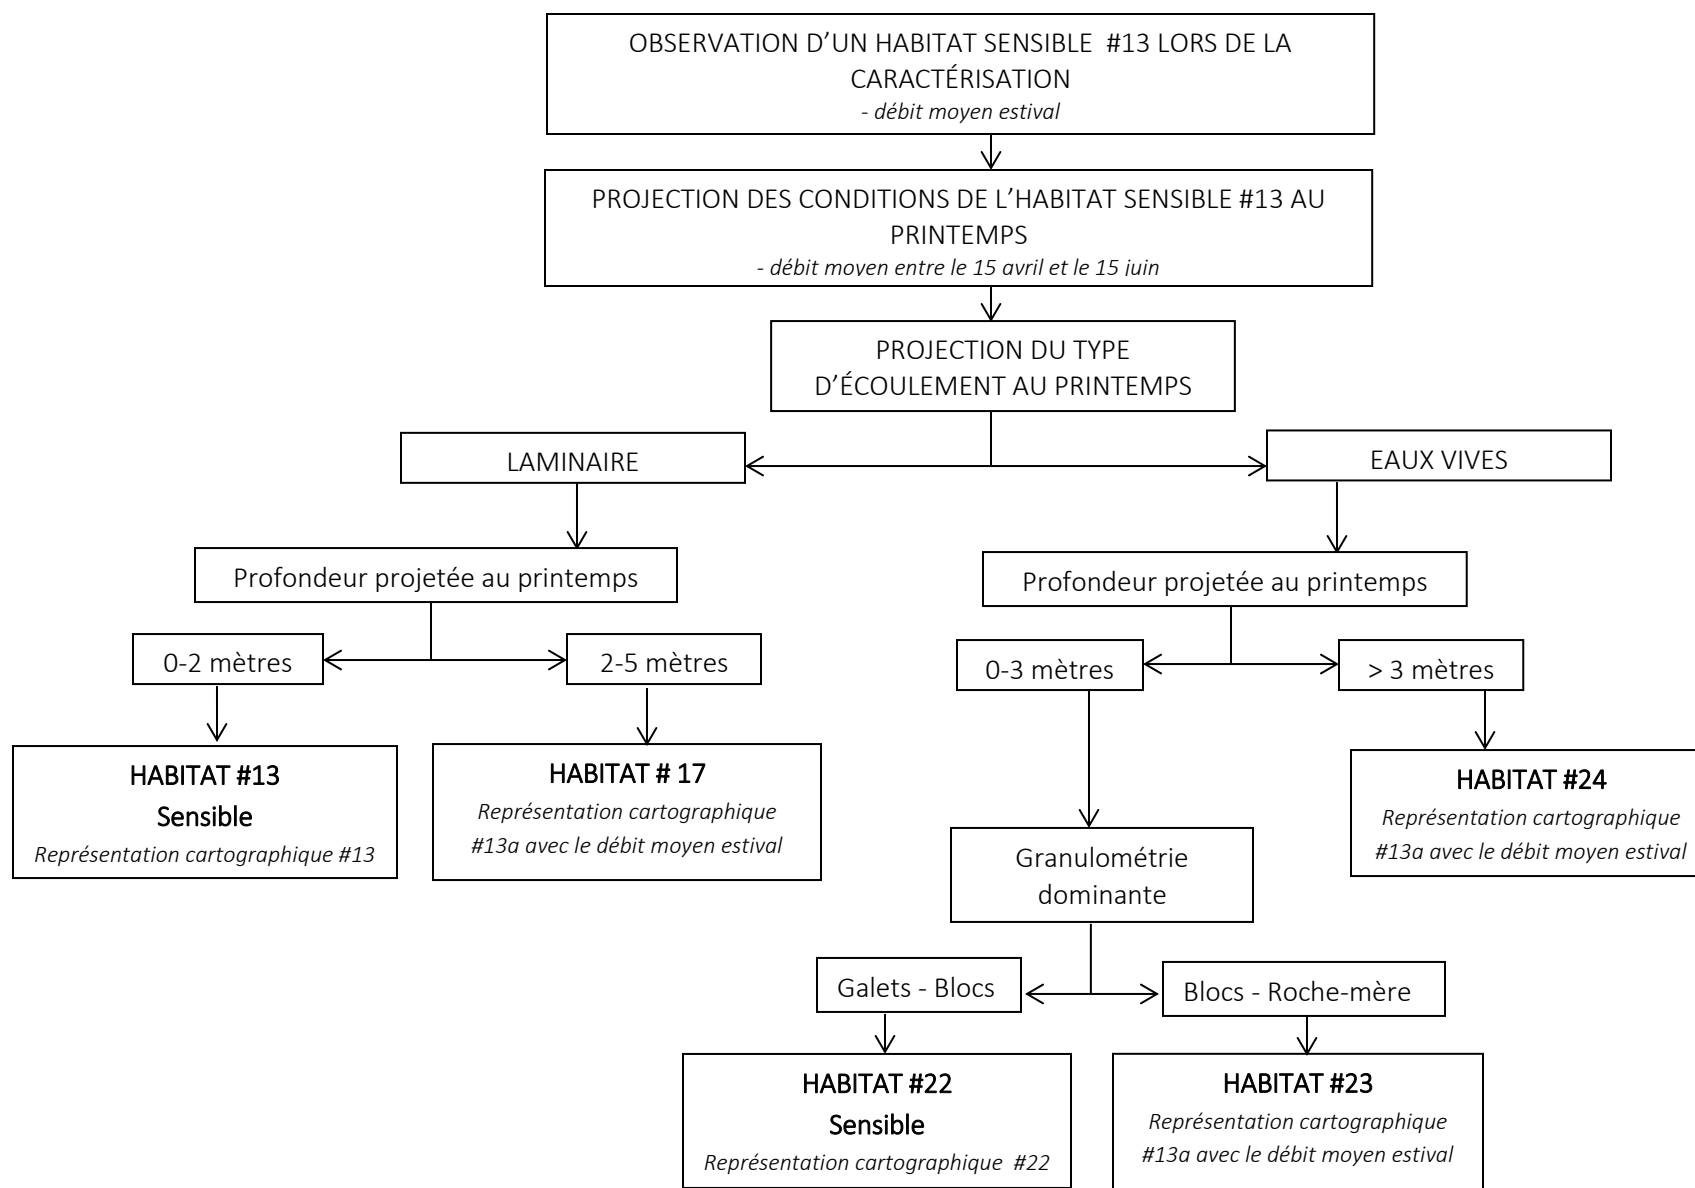 OBSERVATION D’UN HABITAT SENSIBLE #13 LORS DE LA
CARACTÉRISATION
- débit moyen estival
PROJECTION DES CONDITIONS DE L’HABITAT SENSIBLE #13 AU
PRINTEMPS
- débit moyen entre le 15 avril et le 15 juin
PROJECTION DU TYPE
D’ÉCOULEMENT AU PRINTEMPS
LAMINAIRE
EAUX VIVES
Profondeur projetée au printemps
Profondeur projetée au printemps
0-2 mètres
2-5 mètres
0-3 mètres
> 3 mètres
HABITAT #13
Sensible
Représentation cartographique #13
HABITAT # 17
Représentation cartographique
#13a avec le débit moyen estival
HABITAT #24
Représentation cartographique
#13a avec le débit moyen estival
Granulométrie
dominante
Galets - Blocs
Blocs - Roche-mère
HABITAT #22
Sensible
Représentation cartographique #22
HABITAT #23
Représentation cartographique
#13a avec le débit moyen estival